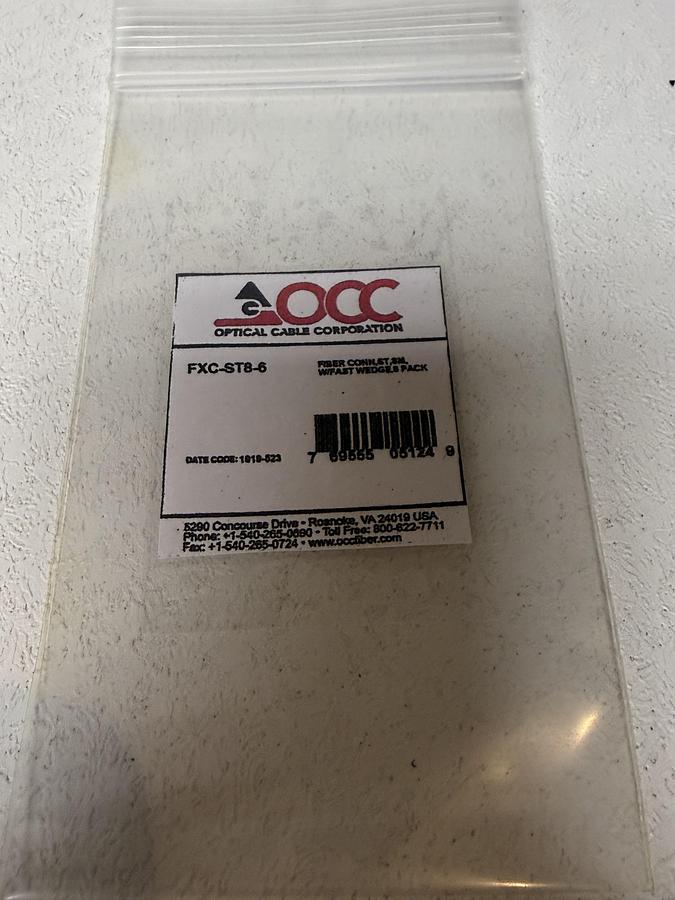 OCC
OPTICAL CABLE CORPORATION
FXC-ST8-6
FIBER CONN,ST,SM,
W/FAST WEDGE,6 PACK
DATE CODE: 1819-523
7 69555 05124 9
5290 Concourse Drive • Roanoke, VA 24019 USA
Phone: +1-540-265-0690 • Toll Free: 800-622-7711
Fax: +1-540-265-0724 • www.occfiber.com